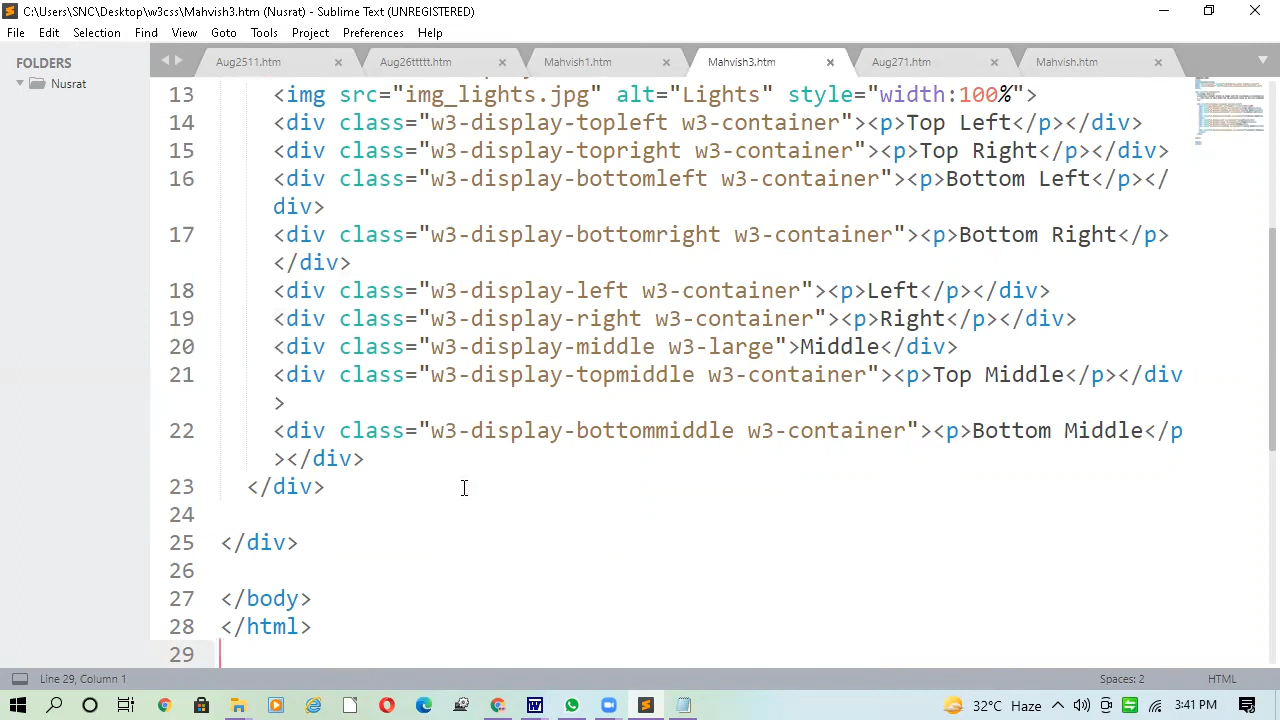 C:\Users\SNC\Desktop\w3css\Mahvish3.htm (Nusrat) - Sublime Text (UNREGISTERED)
File Edit Selection Find View Goto Tools Project Preferences Help
FOLDERS
Nusrat
Aug2511.htm Aug26ttttt.htm Mahvish1.htm Mahvish3.htm Aug271.htm Mahvish.htm
13 <img src="img_lights.jpg" alt="Lights" style="width:100%">
14 <div class="w3-display-topleft w3-container"><p>Top Left</p></div>
15 <div class="w3-display-topright w3-container"><p>Top Right</p></div>
16 <div class="w3-display-bottomleft w3-container"><p>Bottom Left</p></
div>
17 <div class="w3-display-bottomright w3-container"><p>Bottom Right</p>
</div>
18 <div class="w3-display-left w3-container"><p>Left</p></div>
19 <div class="w3-display-right w3-container"><p>Right</p></div>
20 <div class="w3-display-middle w3-large">Middle</div>
21 <div class="w3-display-topmiddle w3-container"><p>Top Middle</p></div
>
22 <div class="w3-display-bottommiddle w3-container"><p>Bottom Middle</p
></div>
23 </div>
24
25 </div>
26
27 </body>
28 </html>
29
Line 29, Column 1 Spaces: 2 HTML
32°C Haze 3:41 PM